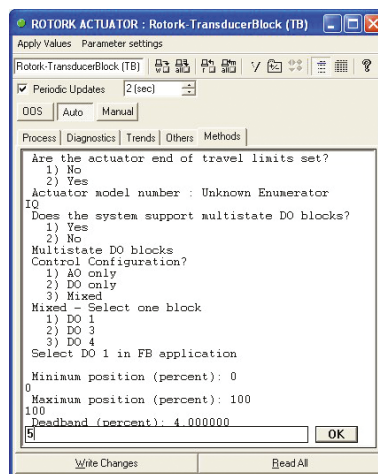 ROTORK ACTUATOR : Rotork-TransducerBlock (TB)
Apply Values Parameter settings
Rotork-TransducerBlock (TB)
Periodic Updates 2 (sec)
OOS Auto Manual
Process Diagnostics Trends Others Methods
Are the actuator end of travel limits set?
1) No
2) Yes
Actuator model number : Unknown Enumerator
IQ
Does the system support multistate DO blocks?
1) Yes
2) No
Multistate DO blocks
Control Configuration?
1) AO only
2) DO only
3) Mixed
Mixed - Select one block
1) DO 1
2) DO 3
3) DO 4
Select DO 1 in FB application
Minimum position (percent): 0
0
Maximum position (percent): 100
100
Deadband (percent): 4.000000
5 OK
Write Changes Read All